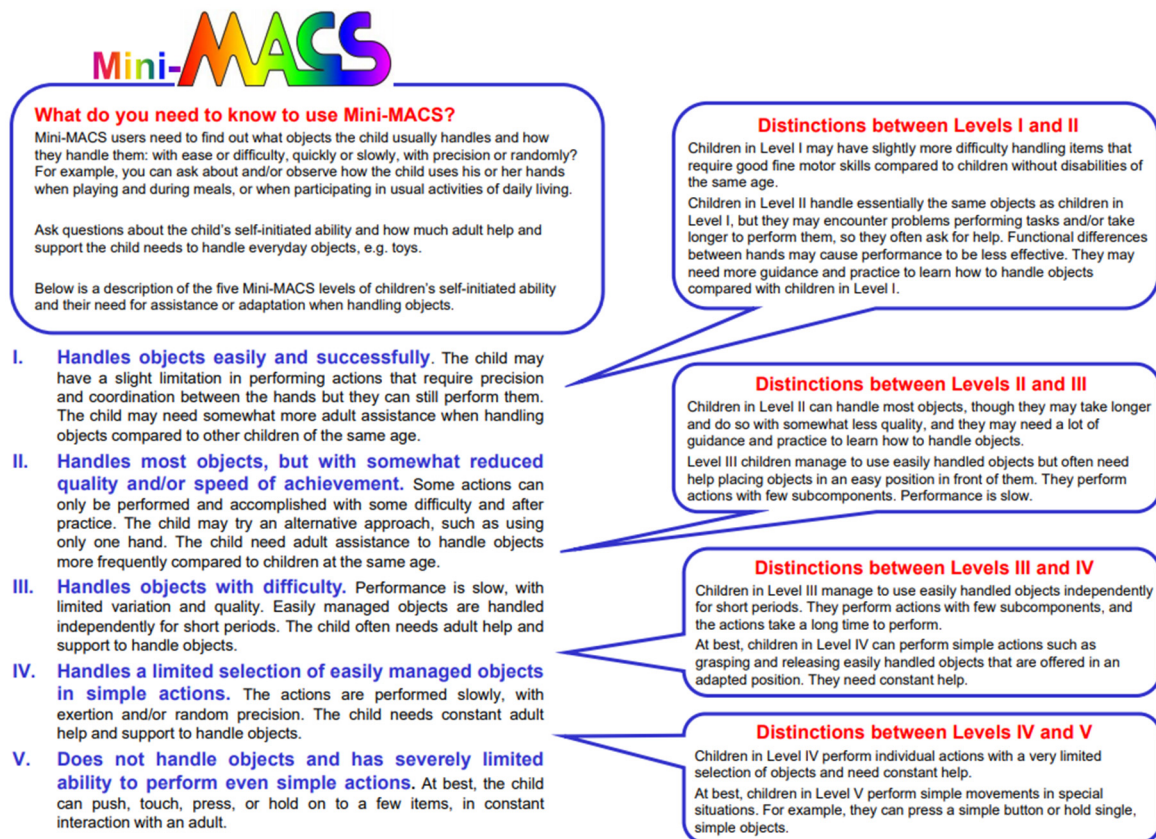 Mini-MACS
What do you need to know to use Mini-MACS?
Mini-MACS users need to find out what objects the child usually handles and how
they handle them: with ease or difficulty, quickly or slowly, with precision or randomly?
For example, you can ask about and/or observe how the child uses his or her hands
when playing and during meals, or when participating in usual activities of daily living.
Ask questions about the child's self-initiated ability and how much adult help and
support the child needs to handle everyday objects, e.g. toys.
Below is a description of the five Mini-MACS levels of children's self-initiated ability
and their need for assistance or adaptation when handling objects.
I. Handles objects easily and successfully. The child may
have a slight limitation in performing actions that require precision
and coordination between the hands but they can still perform them.
The child may need somewhat more adult assistance when handling
objects compared to other children of the same age.
II. Handles most objects, but with somewhat reduced
quality and/or speed of achievement. Some actions can
only be performed and accomplished with some difficulty and after
practice. The child may try an alternative approach, such as using
only one hand. The child need adult assistance to handle objects
more frequently compared to children at the same age.
III. Handles objects with difficulty. Performance is slow, with
limited variation and quality. Easily managed objects are handled
independently for short periods. The child often needs adult help and
support to handle objects.
IV. Handles a limited selection of easily managed objects
in simple actions. The actions are performed slowly, with
exertion and/or random precision. The child needs constant adult
help and support to handle objects.
V. Does not handle objects and has severely limited
ability to perform even simple actions. At best, the child
can push, touch, press, or hold on to a few items, in constant
interaction with an adult.
Distinctions between Levels I and II
Children in Level I may have slightly more difficulty handling items that
require good fine motor skills compared to children without disabilities of
the same age.
Children in Level II handle essentially the same objects as children in
Level I, but they may encounter problems performing tasks and/or take
longer to perform them, so they often ask for help. Functional differences
between hands may cause performance to be less effective. They may
need more guidance and practice to learn how to handle objects
compared with children in Level I.
Distinctions between Levels II and III
Children in Level II can handle most objects, though they may take longer
and do so with somewhat less quality, and they may need a lot of
guidance and practice to learn how to handle objects.
Level III children manage to use easily handled objects but often need
help placing objects in an easy position in front of them. They perform
actions with few subcomponents. Performance is slow.
Distinctions between Levels III and IV
Children in Level III manage to use easily handled objects independently
for short periods. They perform actions with few subcomponents, and
the actions take a long time to perform.
At best, children in Level IV can perform simple actions such as
grasping and releasing easily handled objects that are offered in an
adapted position. They need constant help.
Distinctions between Levels IV and V
Children in Level IV perform individual actions with a very limited
selection of objects and need constant help.
At best, children in Level V perform simple movements in special
situations. For example, they can press a simple button or hold single,
simple objects.